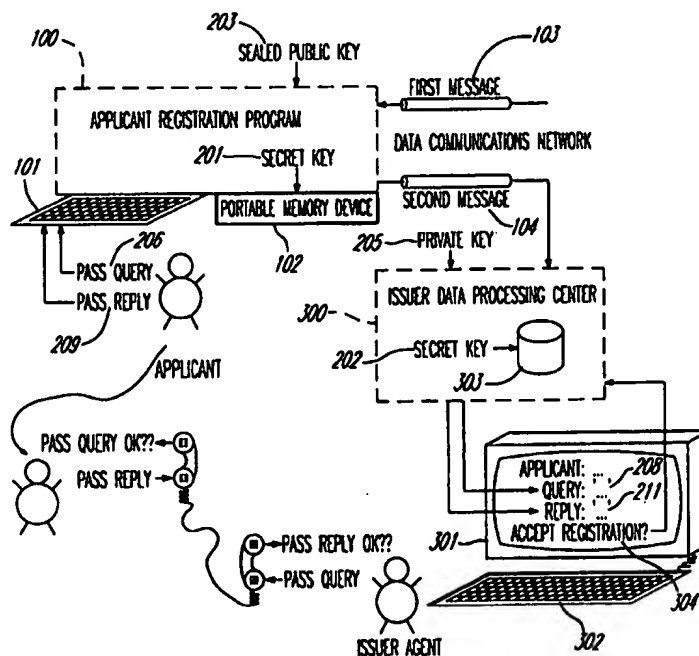 203
100
SEALED PUBLIC KEY
103
FIRST MESSAGE
APPLICANT REGISTRATION PROGRAM
DATA COMMUNICATIONS NETWORK
201
SECRET KEY
101
PORTABLE MEMORY DEVICE
SECOND MESSAGE
102
104
205
PRIVATE KEY
206
PASS QUERY
PASS REPLY
209
ISSUER DATA PROCESSING CENTER
300
202
SECRET KEY
303
APPLICANT
PASS QUERY OK??
PASS REPLY
APPLICANT: ...
208
QUERY: ...
211
REPLY: ...
ACCEPT REGISTRATION?
301
PASS REPLY OK??
PASS QUERY
304
302
ISSUER AGENT